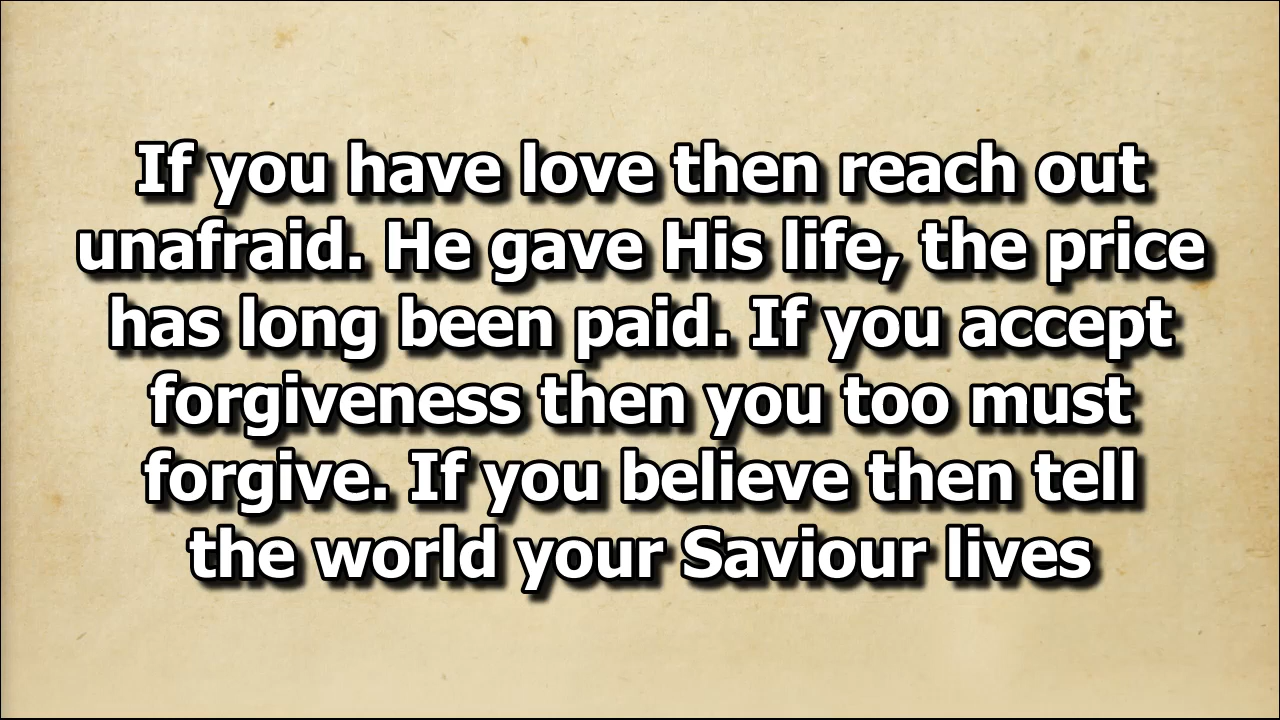 If you have love then reach out
unafraid. He gave His life, the price
has long been paid. If you accept
forgiveness then you too must
forgive. If you believe then tell
the world your Saviour lives